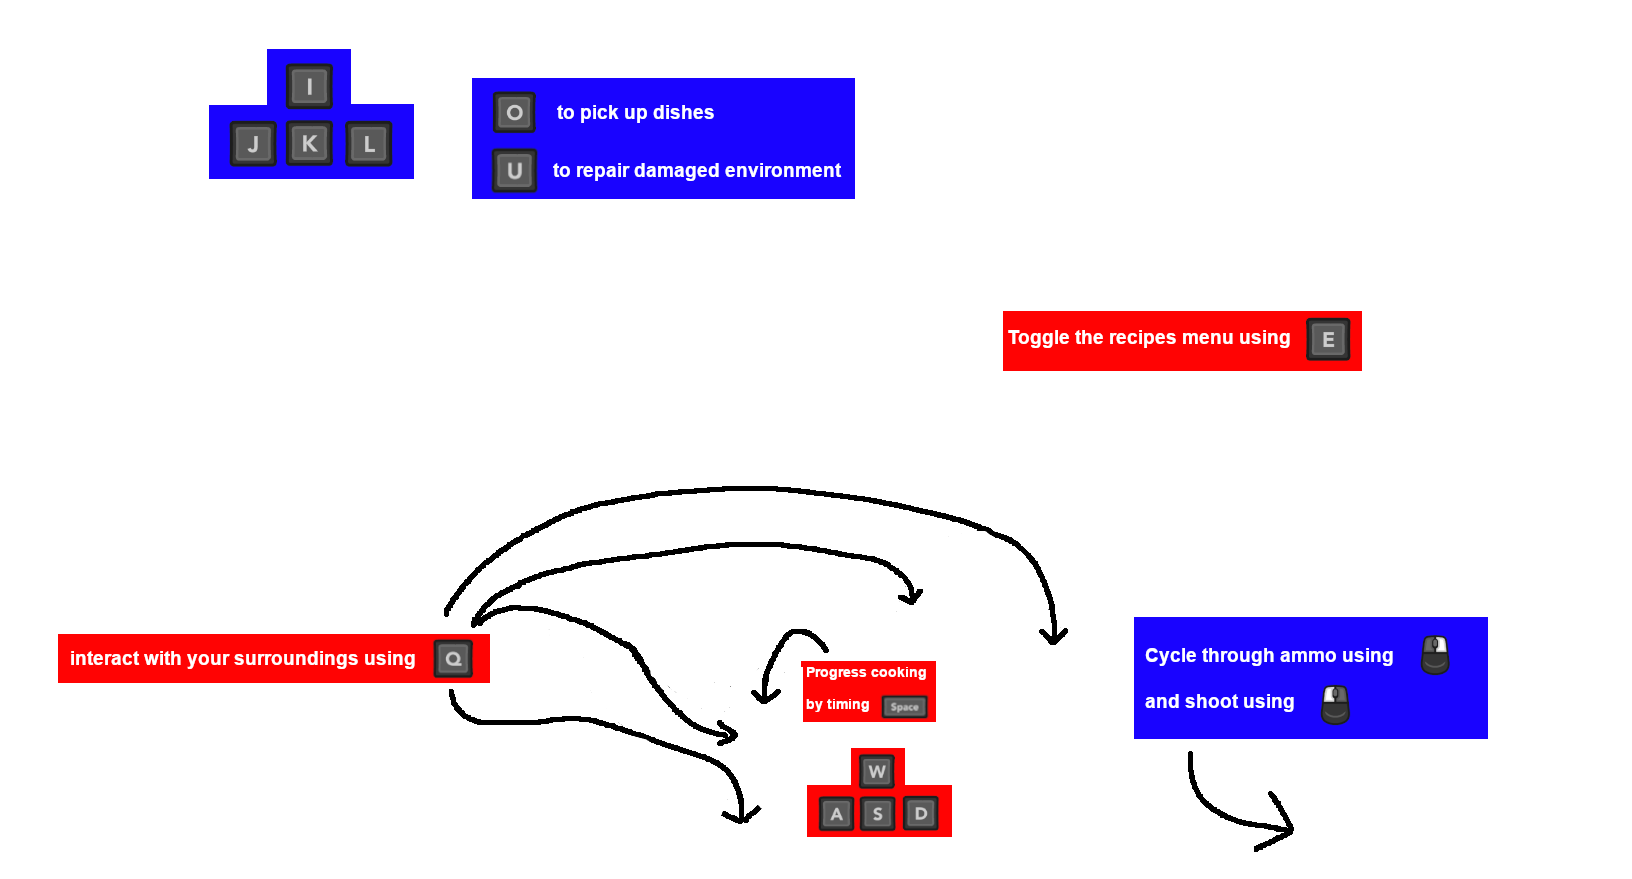 I
J K L
O to pick up dishes
U to repair damaged environment
Toggle the recipes menu using E
interact with your surroundings using Q
Progress cooking
by timing Space
W
A S D
Cycle through ammo using
and shoot using